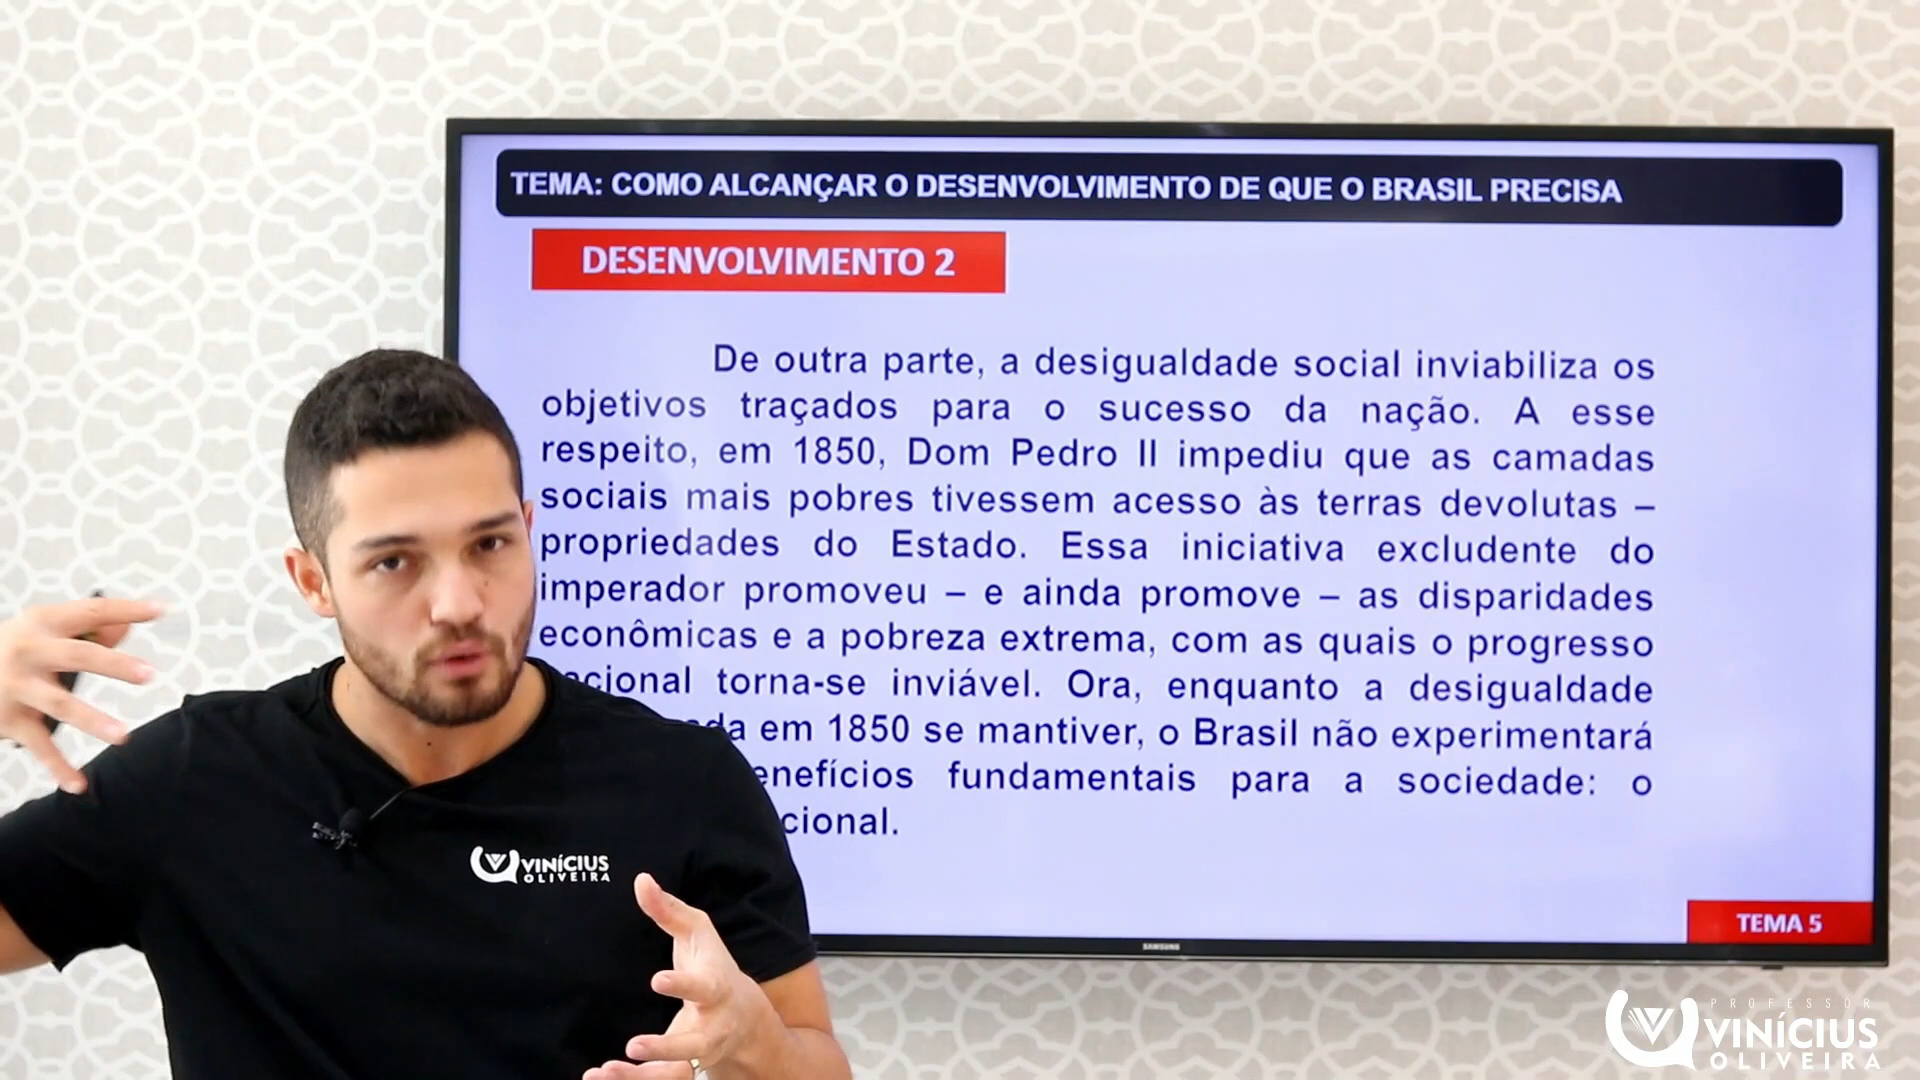 TEMA: COMO ALCANÇAR O DESENVOLVIMENTO DE QUE O BRASIL PRECISA
DESENVOLVIMENTO 2
De outra parte, a desigualdade social inviabiliza os
objetivos traçados para o sucesso da nação. A esse
respeito, em 1850, Dom Pedro II impediu que as camadas
sociais mais pobres tivessem acesso às terras devolutas –
propriedades do Estado. Essa iniciativa excludente do
imperador promoveu – e ainda promove – as disparidades
econômicas e a pobreza extrema, com as quais o progresso
torna-se inviável. Ora, enquanto a desigualdade
em 1850 se mantiver, o Brasil não experimentará
fundamentais para a sociedade: o
TEMA 5
SAMSUNG
VINÍCIUS
OLIVEIRA
PROFESSOR
VINÍCIUS
OLIVEIRA